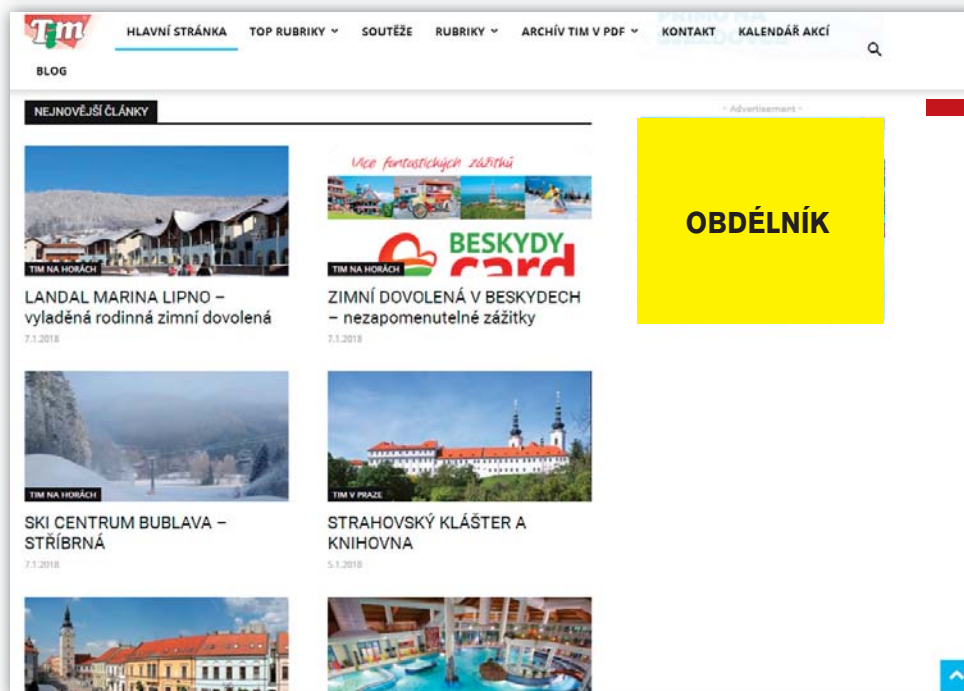 Tim
HLAVNÍ STRÁNKA TOP RUBRIKY SOUTĚŽE RUBRIKY ARCHÍV TIM V PDF KONTAKT KALENDÁŘ AKCÍ
BLOG
PŘÍMO NA
NEJNOVĚJŠÍ ČLÁNKY
- Advertisement -
OBDÉLNÍK
TIM NA HORÁCH
LANDAL MARINA LIPNO –
vyladěná rodinná zimní dovolená
7.1.2018
Více fantastických zážitků
BESKYDY
card
TIM NA HORÁCH
ZIMNÍ DOVOLENÁ V BESKYDECH
– nezapomenutelné zážitky
7.1.2018
TIM NA HORÁCH
SKI CENTRUM BUBLAVA –
STŘÍBRNÁ
7.1.2018
TIM V PRAZE
STRAHOVSKÝ KLÁŠTER A
KNIHOVNA
5.1.2018